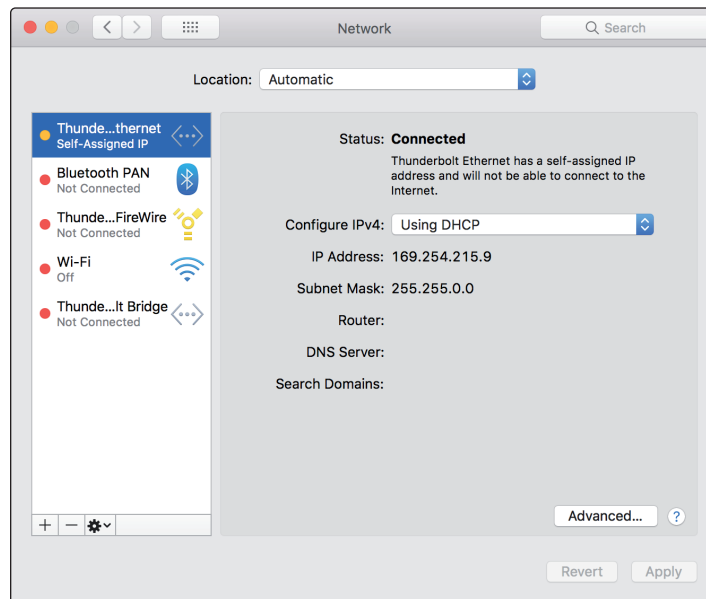 Network
Search
Location: Automatic
Thunde...thernet
Self-Assigned IP
Bluetooth PAN
Not Connected
Thunde...FireWire
Not Connected
Wi-Fi
Off
Thunde...lt Bridge
Not Connected
Status: Connected
Thunderbolt Ethernet has a self-assigned IP
address and will not be able to connect to the
Internet.
Configure IPv4: Using DHCP
IP Address: 169.254.215.9
Subnet Mask: 255.255.0.0
Router:
DNS Server:
Search Domains:
Advanced... ?
Revert Apply